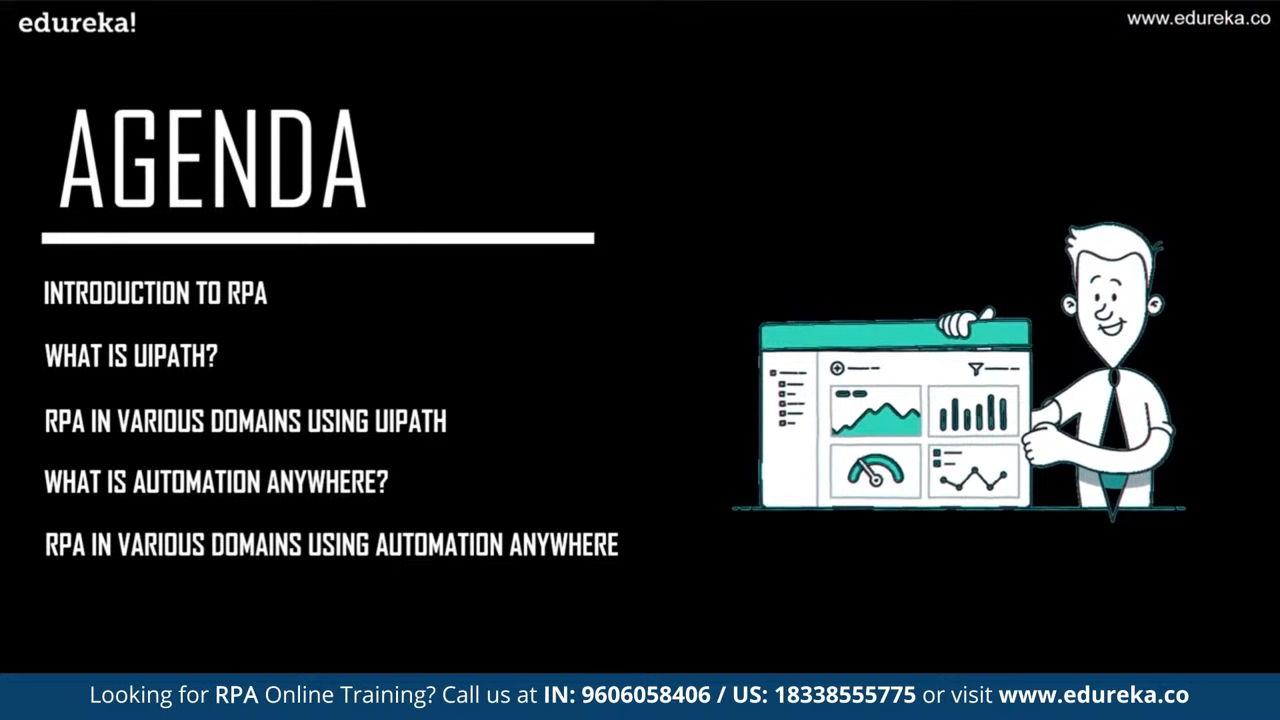 edureka!
www.edureka.co
AGENDA
INTRODUCTION TO RPA
WHAT IS UIPATH?
RPA IN VARIOUS DOMAINS USING UIPATH
WHAT IS AUTOMATION ANYWHERE?
RPA IN VARIOUS DOMAINS USING AUTOMATION ANYWHERE
Looking for RPA Online Training? Call us at IN: 9606058406 / US: 18338555775 or visit www.edureka.co